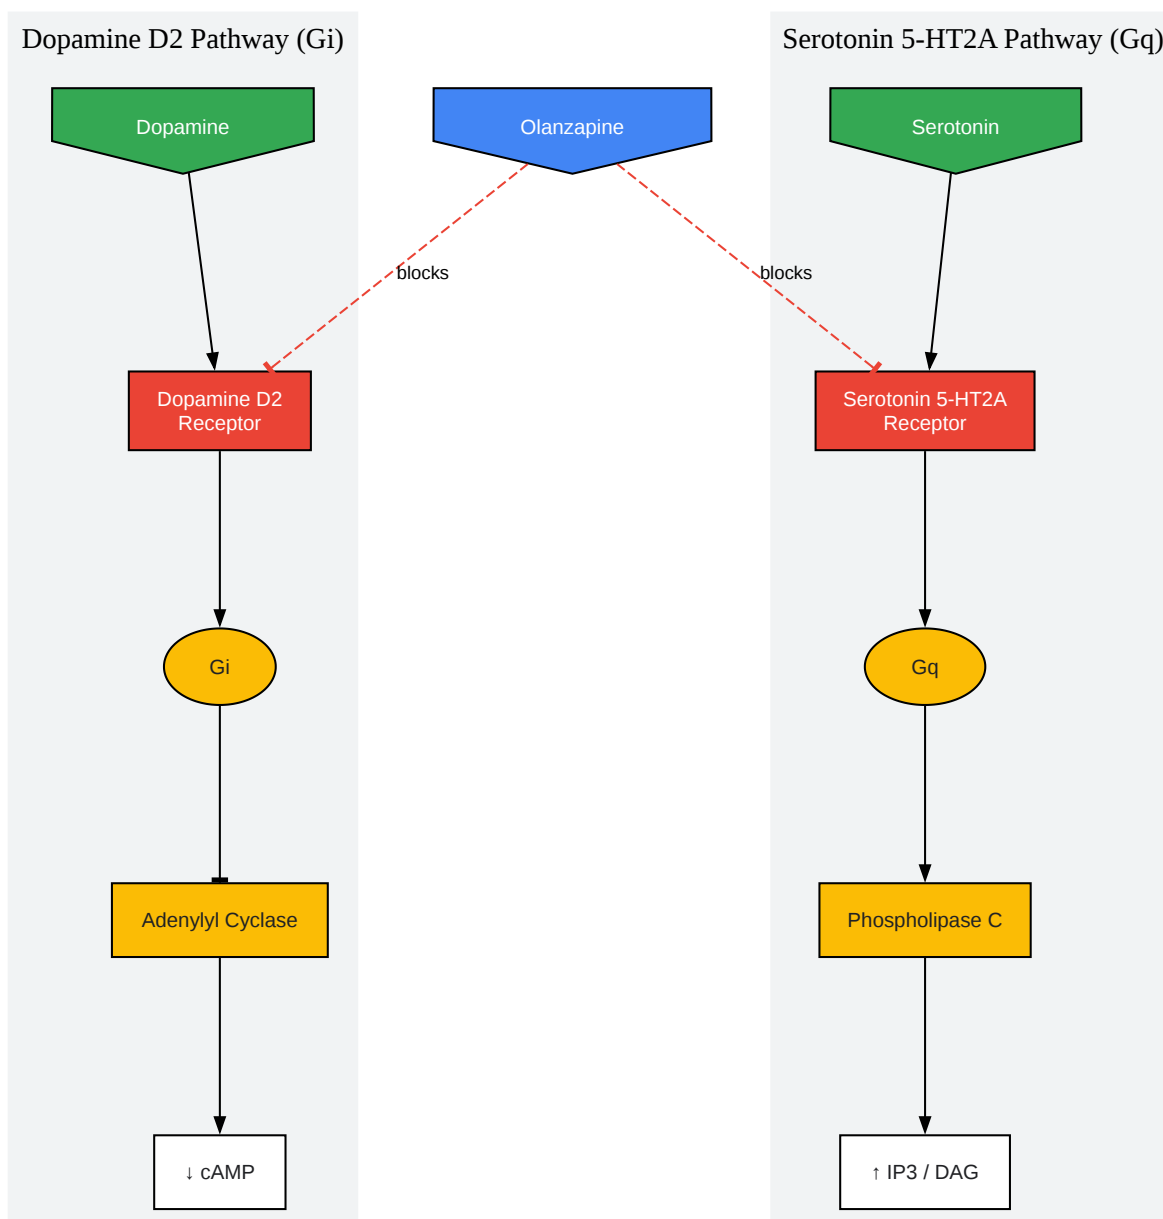 Dopamine D2 Pathway (Gi)
Serotonin 5-HT2A Pathway (Gq)
Dopamine
Olanzapine
Serotonin
blocks
blocks
Dopamine D2
Receptor
Serotonin 5-HT2A
Receptor
Gi
Gq
Adenylyl Cyclase
Phospholipase C
↓ cAMP
↑ IP3 / DAG